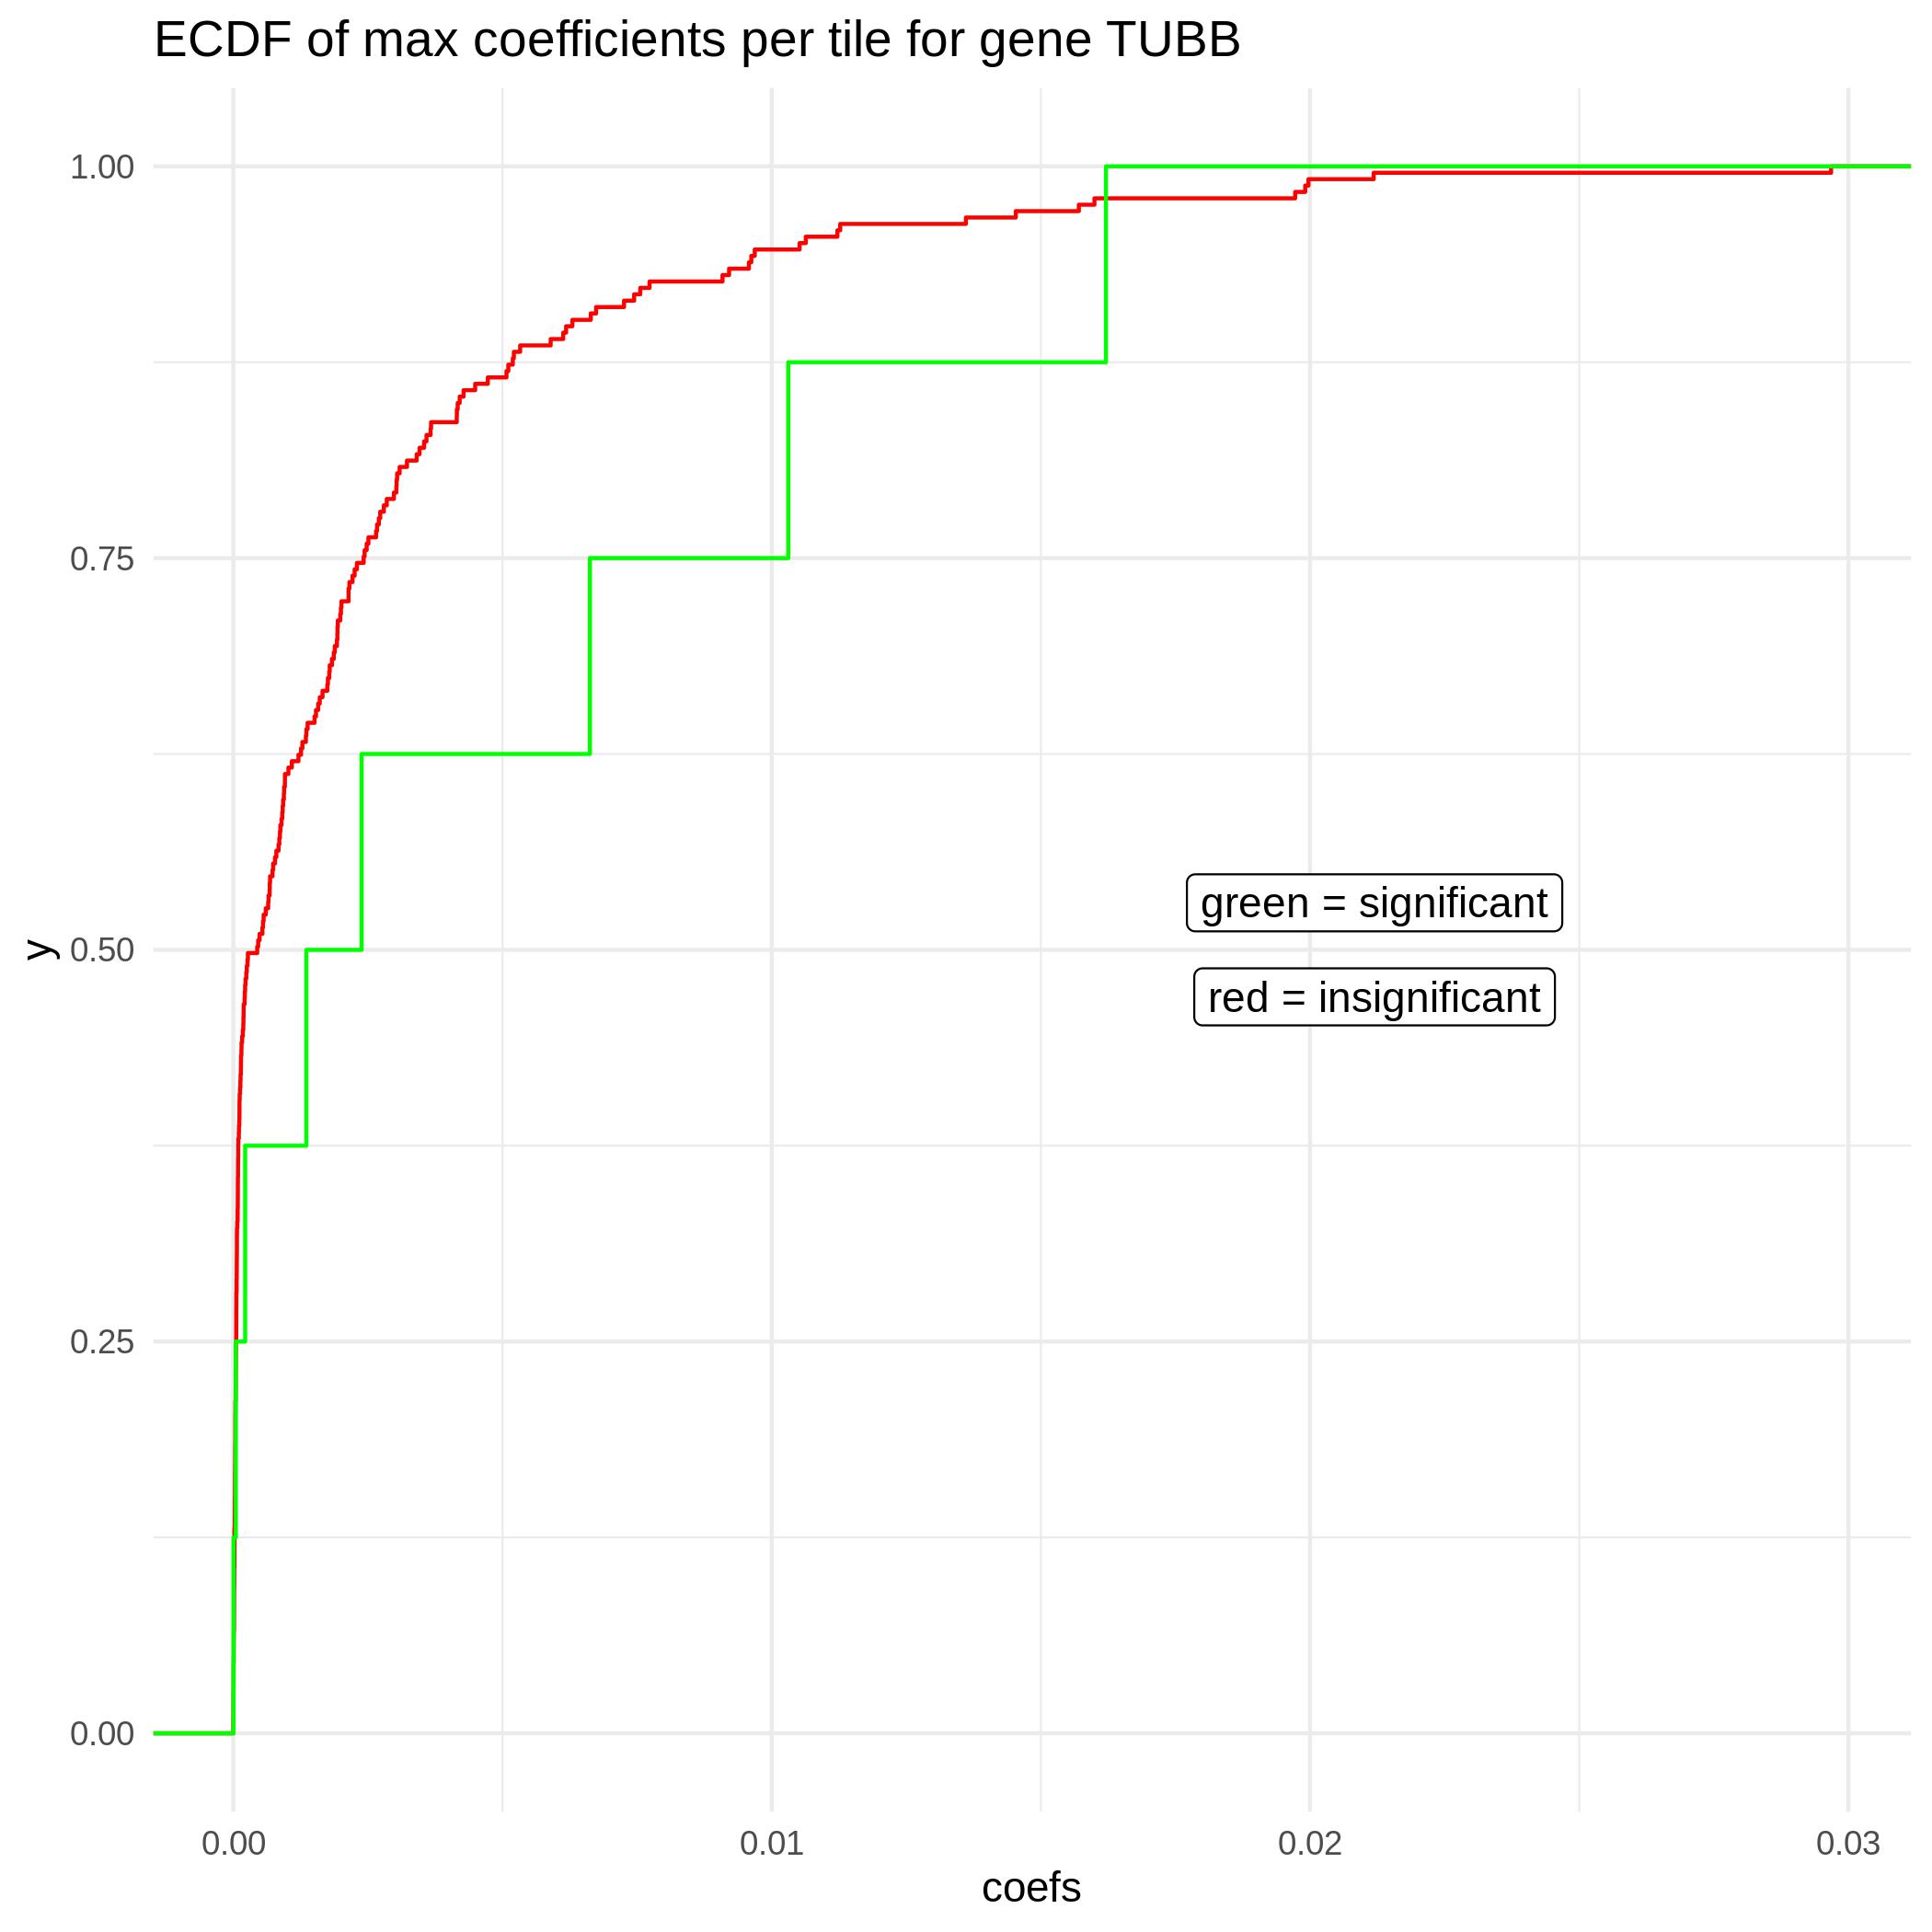 ECDF of max coefficients per tile for gene TUBB
1.00
0.75
0.50
0.25
0.00
y
green = significant
red = insignificant
0.00
0.01
0.02
0.03
coefs